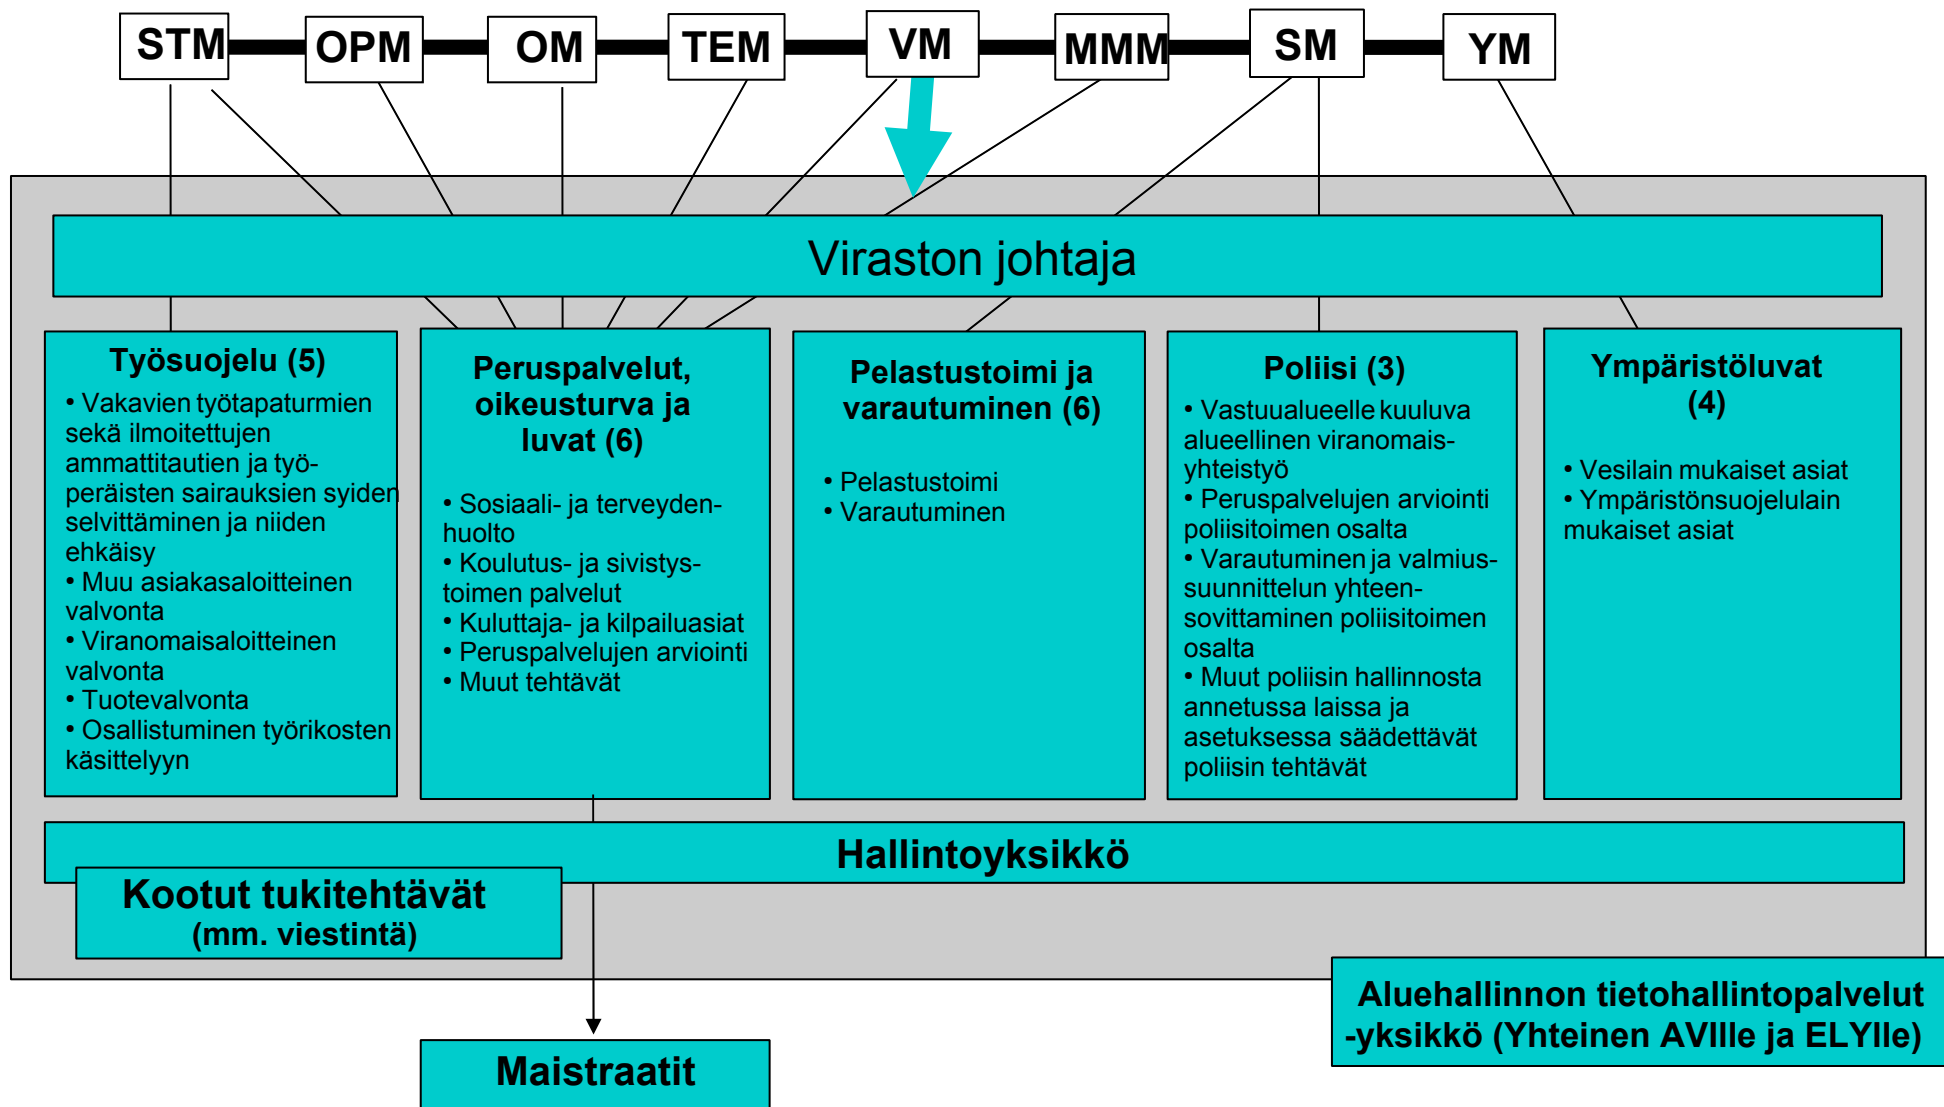 STM OPM OM TEM VM MMM SM YM
Viraston johtaja
Työsuojelu (5)
• Vakavien työtapaturmien
sekä ilmoitettujen
ammattitautien ja työ-
peräisten sairauksien syiden
selvittäminen ja niiden
ehkäisy
• Muu asiakasaloitteinen
valvonta
• Viranomaisaloitteinen
valvonta
• Tuotevalvonta
• Osallistuminen työrikosten
käsittelyyn
Peruspalvelut,
oikeusturva ja
luvat (6)
• Sosiaali- ja terveyden-
huolto
• Koulutus- ja sivistys-
toimen palvelut
• Kuluttaja- ja kilpailuasiat
• Peruspalvelujen arviointi
• Muut tehtävät
Pelastustoimi ja
varautuminen (6)
• Pelastustoimi
• Varautuminen
Poliisi (3)
• Vastuualueelle kuuluva
alueellinen viranomais-
yhteistyö
• Peruspalvelujen arviointi
poliisitoimen osalta
• Varautuminen ja valmius-
suunnittelun yhteen-
sovittaminen poliisitoimen
osalta
• Muut poliisin hallinnosta
annetussa laissa ja
asetuksessa säädettävät
poliisin tehtävät
Ympäristöluvat
(4)
• Vesilain mukaiset asiat
• Ympäristönsuojelulain
mukaiset asiat
Hallintoyksikkö
Kootut tukitehtävät
(mm. viestintä)
Aluehallinnon tietohallintopalvelut
-yksikkö (Yhteinen AVIlle ja ELYlle)
Maistraatit